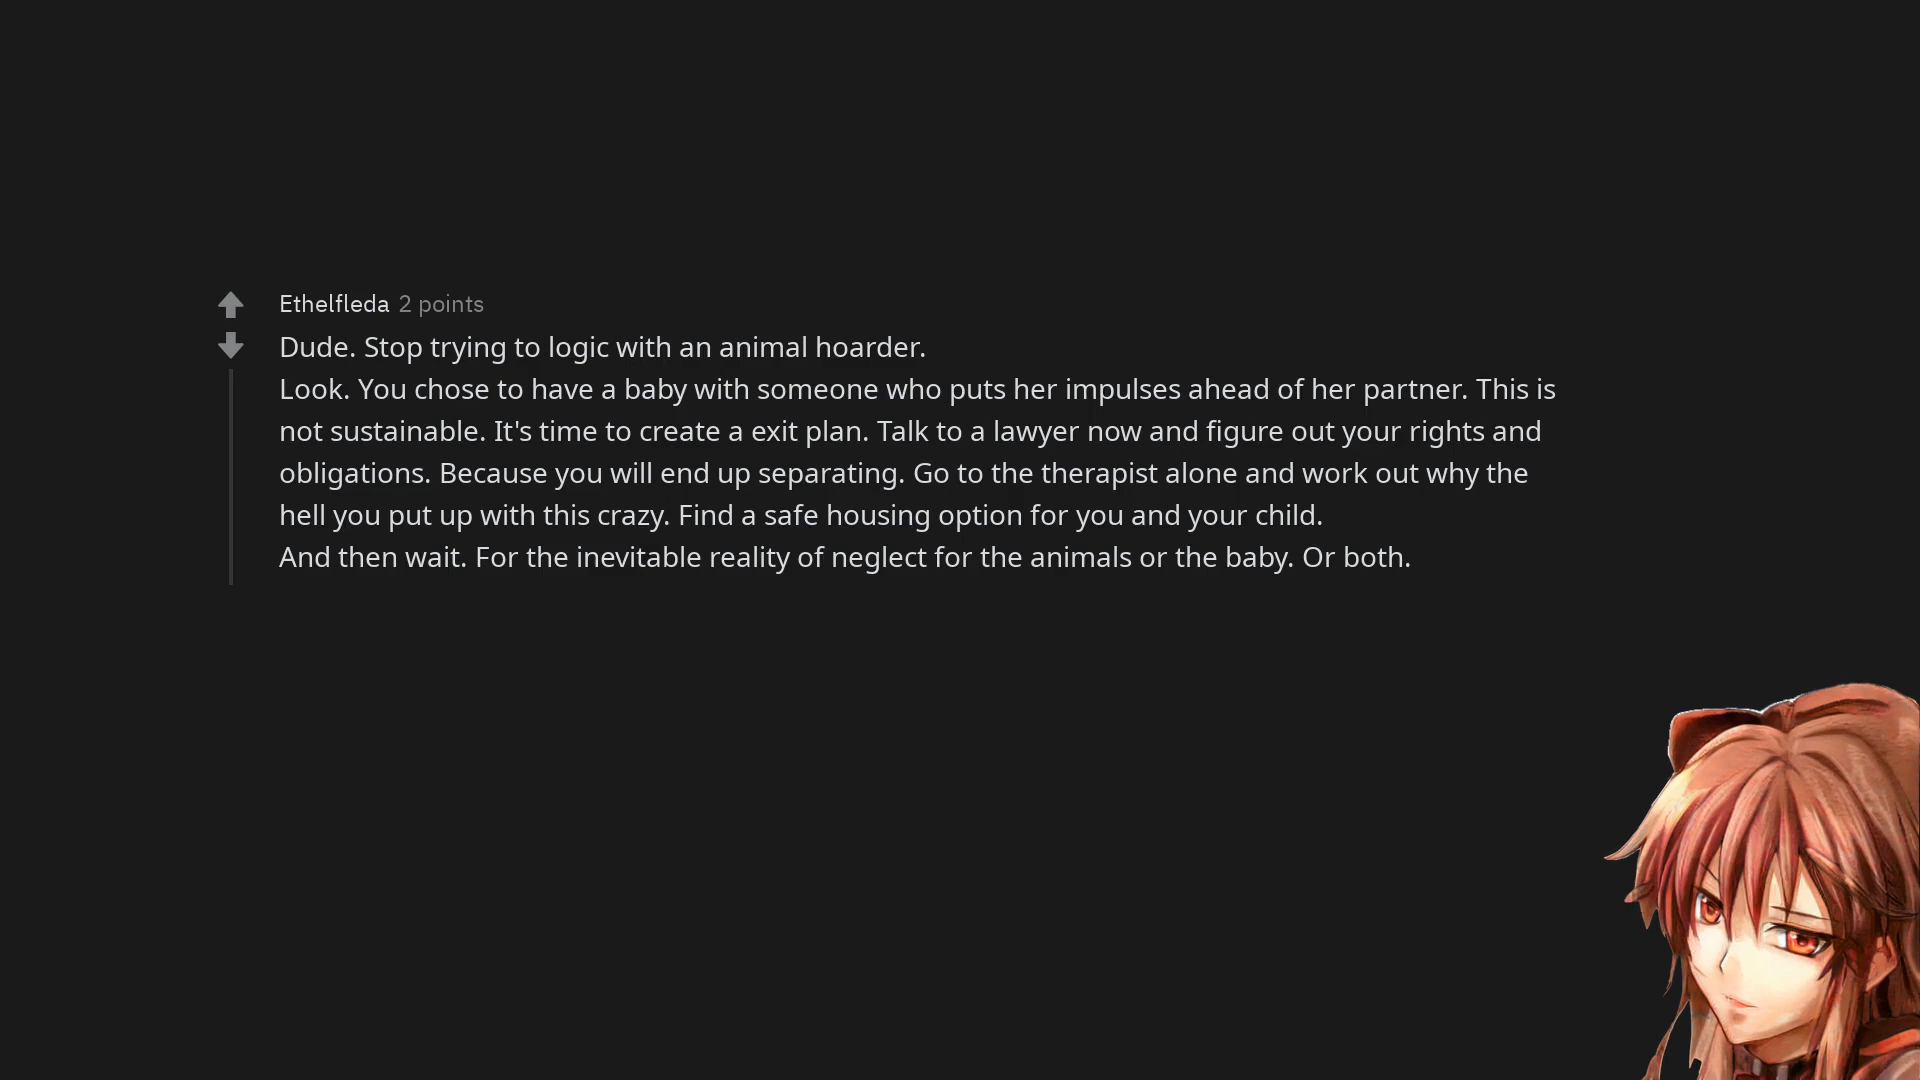 Ethelfleda 2 points
Dude. Stop trying to logic with an animal hoarder.
Look. You chose to have a baby with someone who puts her impulses ahead of her partner. This is
not sustainable. It's time to create a exit plan. Talk to a lawyer now and figure out your rights and
obligations. Because you will end up separating. Go to the therapist alone and work out why the
hell you put up with this crazy. Find a safe housing option for you and your child.
And then wait. For the inevitable reality of neglect for the animals or the baby. Or both.